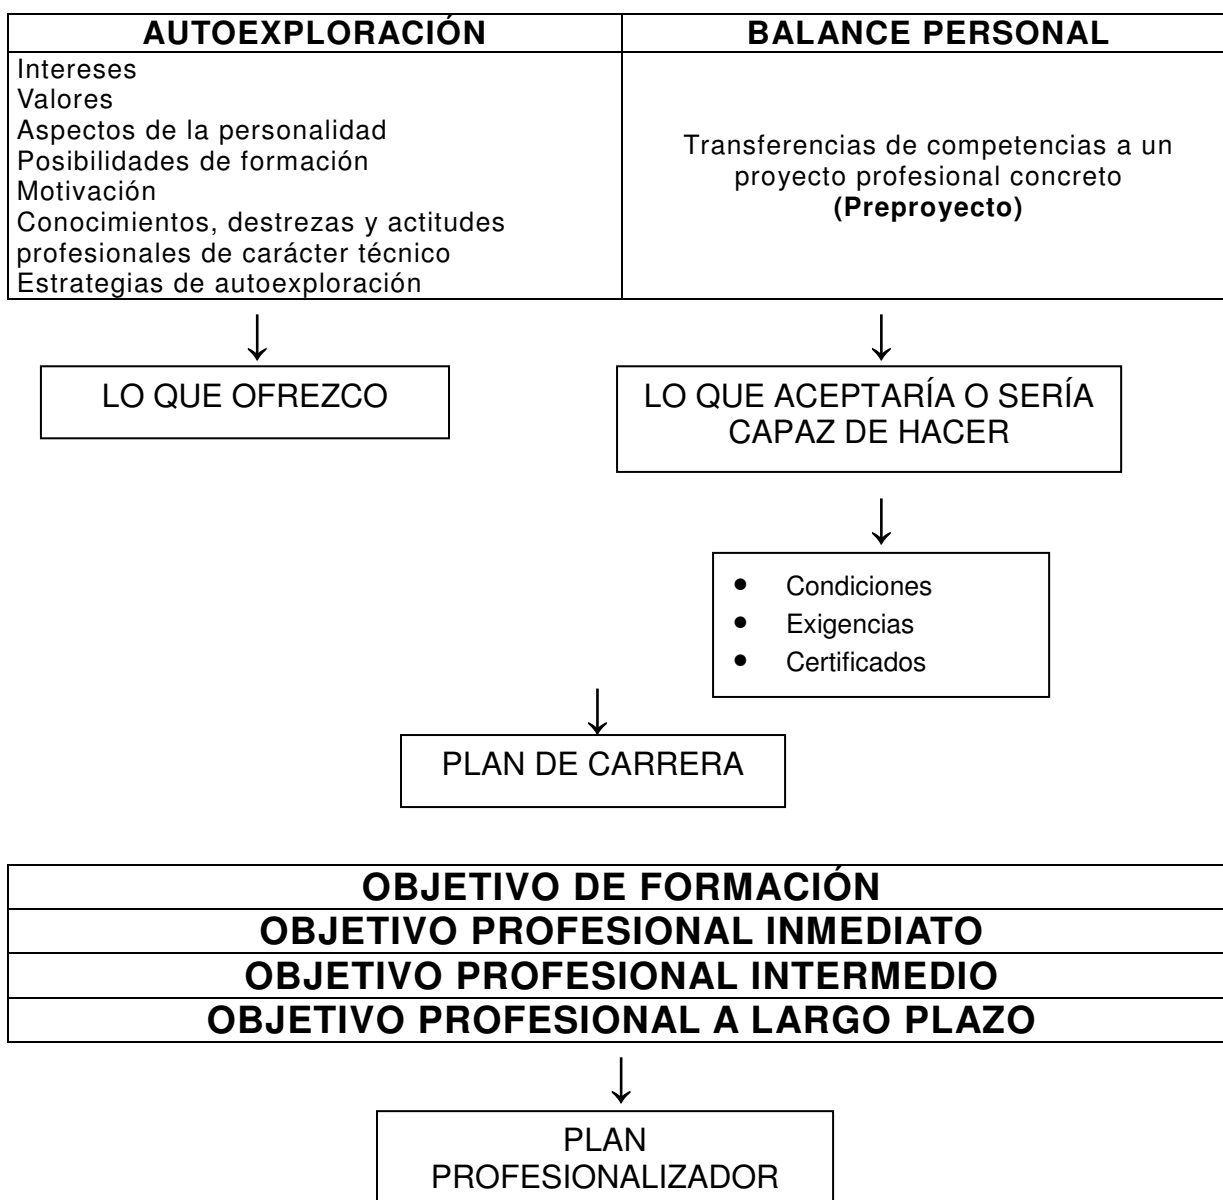 AUTOEXPLORACIÓN
BALANCE PERSONAL
Intereses
Valores
Aspectos de la personalidad
Posibilidades de formación
Motivación
Conocimientos, destrezas y actitudes
profesionales de carácter técnico
Estrategias de autoexploración
Transferencias de competencias a un
proyecto profesional concreto
(Preproyecto)
LO QUE OFREZCO
LO QUE ACEPTARÍA O SERÍA
CAPAZ DE HACER
• Condiciones
• Exigencias
• Certificados
PLAN DE CARRERA
OBJETIVO DE FORMACIÓN
OBJETIVO PROFESIONAL INMEDIATO
OBJETIVO PROFESIONAL INTERMEDIO
OBJETIVO PROFESIONAL A LARGO PLAZO
PLAN
PROFESIONALIZADOR